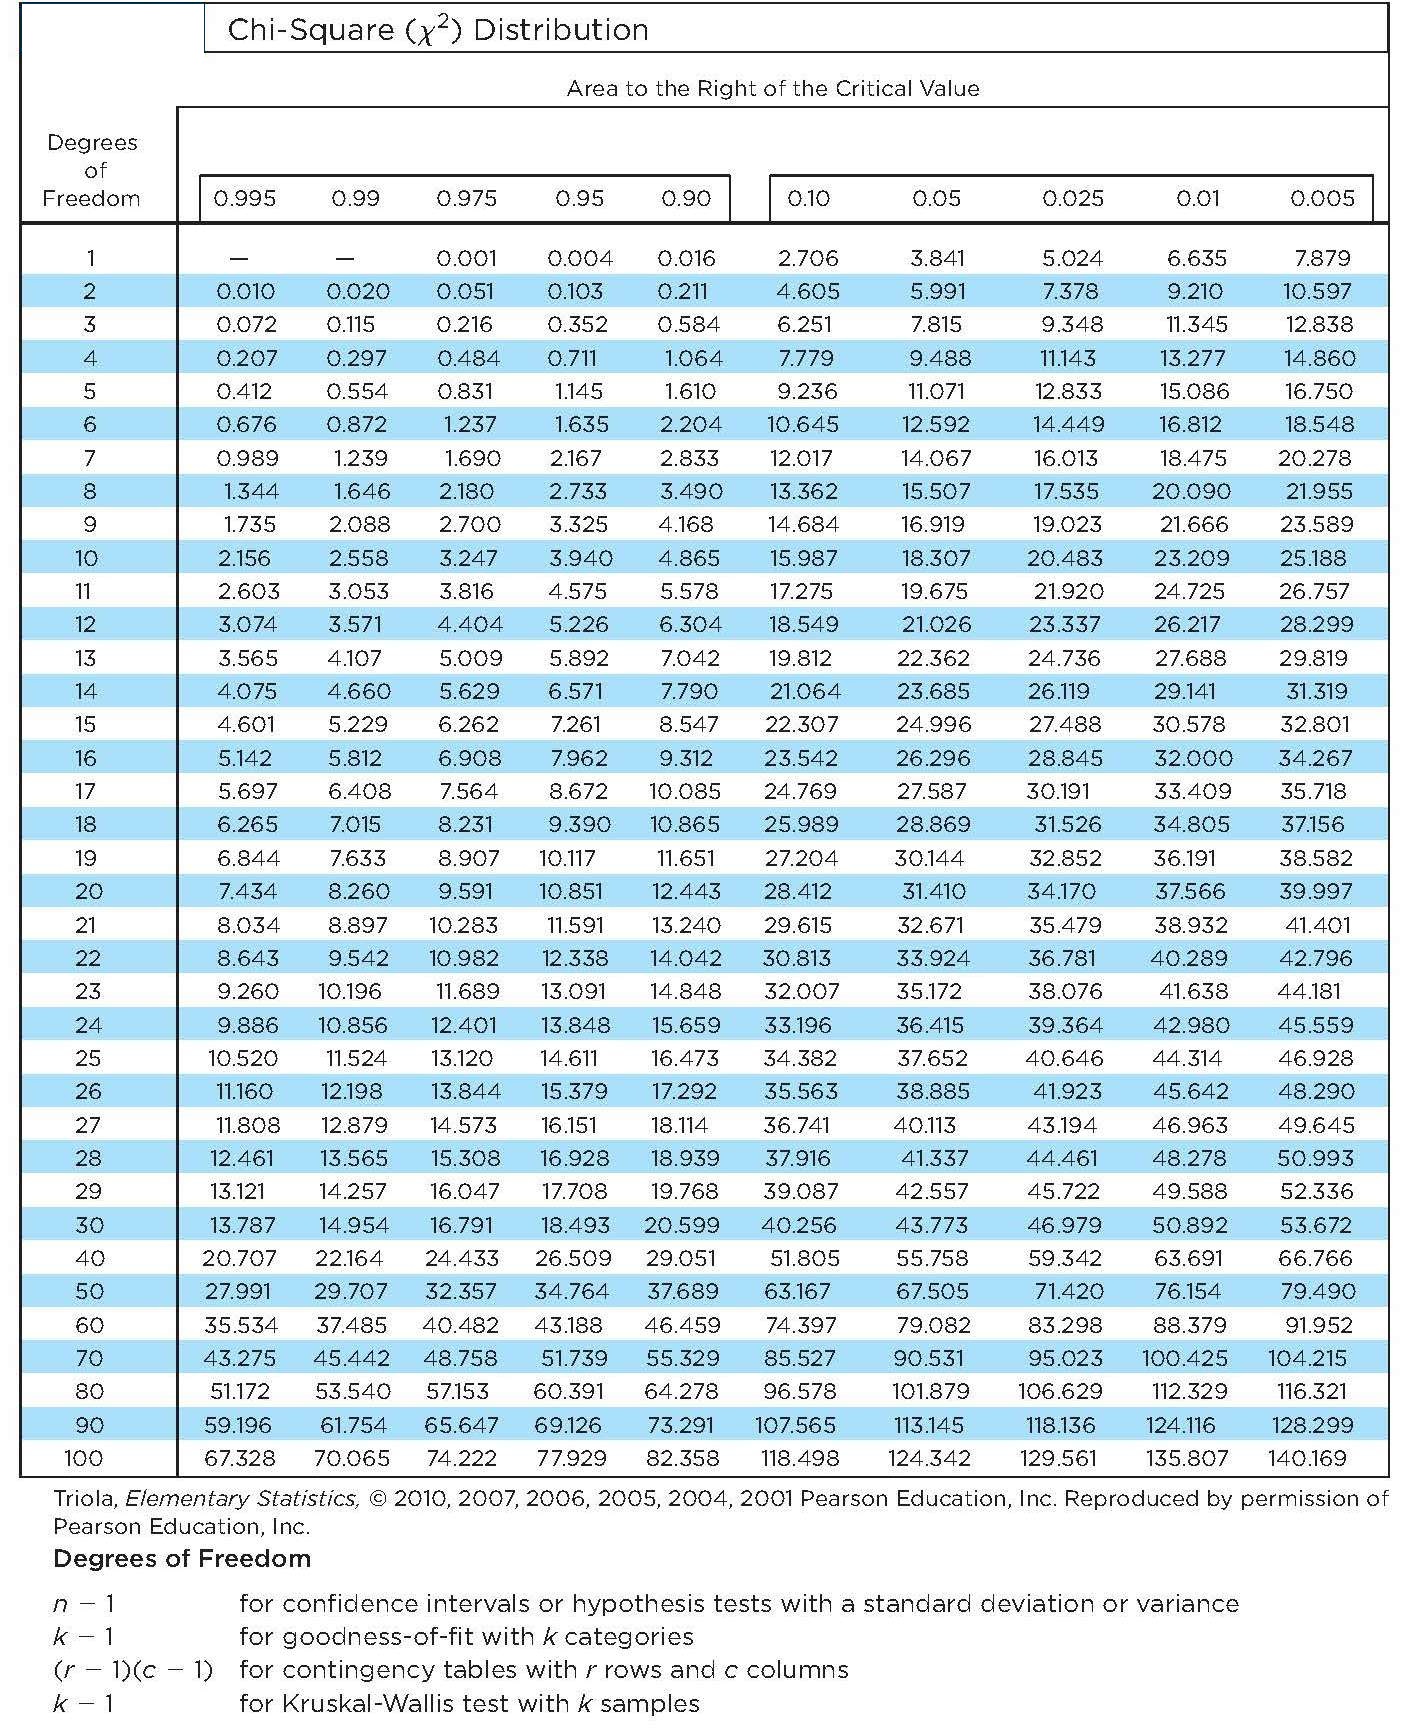 Chi-Square (χ²) Distribution
Area to the Right of the Critical Value
Degrees
of
Freedom 0.995 0.99 0.975 0.95 0.90 0.10 0.05 0.025 0.01 0.005
1 — — 0.001 0.004 0.016 2.706 3.841 5.024 6.635 7.879
2 0.010 0.020 0.051 0.103 0.211 4.605 5.991 7.378 9.210 10.597
3 0.072 0.115 0.216 0.352 0.584 6.251 7.815 9.348 11.345 12.838
4 0.207 0.297 0.484 0.711 1.064 7.779 9.488 11.143 13.277 14.860
5 0.412 0.554 0.831 1.145 1.610 9.236 11.071 12.833 15.086 16.750
6 0.676 0.872 1.237 1.635 2.204 10.645 12.592 14.449 16.812 18.548
7 0.989 1.239 1.690 2.167 2.833 12.017 14.067 16.013 18.475 20.278
8 1.344 1.646 2.180 2.733 3.490 13.362 15.507 17.535 20.090 21.955
9 1.735 2.088 2.700 3.325 4.168 14.684 16.919 19.023 21.666 23.589
10 2.156 2.558 3.247 3.940 4.865 15.987 18.307 20.483 23.209 25.188
11 2.603 3.053 3.816 4.575 5.578 17.275 19.675 21.920 24.725 26.757
12 3.074 3.571 4.404 5.226 6.304 18.549 21.026 23.337 26.217 28.299
13 3.565 4.107 5.009 5.892 7.042 19.812 22.362 24.736 27.688 29.819
14 4.075 4.660 5.629 6.571 7.790 21.064 23.685 26.119 29.141 31.319
15 4.601 5.229 6.262 7.261 8.547 22.307 24.996 27.488 30.578 32.801
16 5.142 5.812 6.908 7.962 9.312 23.542 26.296 28.845 32.000 34.267
17 5.697 6.408 7.564 8.672 10.085 24.769 27.587 30.191 33.409 35.718
18 6.265 7.015 8.231 9.390 10.865 25.989 28.869 31.526 34.805 37.156
19 6.844 7.633 8.907 10.117 11.651 27.204 30.144 32.852 36.191 38.582
20 7.434 8.260 9.591 10.851 12.443 28.412 31.410 34.170 37.566 39.997
21 8.034 8.897 10.283 11.591 13.240 29.615 32.671 35.479 38.932 41.401
22 8.643 9.542 10.982 12.338 14.042 30.813 33.924 36.781 40.289 42.796
23 9.260 10.196 11.689 13.091 14.848 32.007 35.172 38.076 41.638 44.181
24 9.886 10.856 12.401 13.848 15.659 33.196 36.415 39.364 42.980 45.559
25 10.520 11.524 13.120 14.611 16.473 34.382 37.652 40.646 44.314 46.928
26 11.160 12.198 13.844 15.379 17.292 35.563 38.885 41.923 45.642 48.290
27 11.808 12.879 14.573 16.151 18.114 36.741 40.113 43.194 46.963 49.645
28 12.461 13.565 15.308 16.928 18.939 37.916 41.337 44.461 48.278 50.993
29 13.121 14.257 16.047 17.708 19.768 39.087 42.557 45.722 49.588 52.336
30 13.787 14.954 16.791 18.493 20.599 40.256 43.773 46.979 50.892 53.672
40 20.707 22.164 24.433 26.509 29.051 51.805 55.758 59.342 63.691 66.766
50 27.991 29.707 32.357 34.764 37.689 63.167 67.505 71.420 76.154 79.490
60 35.534 37.485 40.482 43.188 46.459 74.397 79.082 83.298 88.379 91.952
70 43.275 45.442 48.758 51.739 55.329 85.527 90.531 95.023 100.425 104.215
80 51.172 53.540 57.153 60.391 64.278 96.578 101.879 106.629 112.329 116.321
90 59.196 61.754 65.647 69.126 73.291 107.565 113.145 118.136 124.116 128.299
100 67.328 70.065 74.222 77.929 82.358 118.498 124.342 129.561 135.807 140.169
Triola, Elementary Statistics, © 2010, 2007, 2006, 2005, 2004, 2001 Pearson Education, Inc. Reproduced by permission of
Pearson Education, Inc.
Degrees of Freedom
n − 1 for confidence intervals or hypothesis tests with a standard deviation or variance
k − 1 for goodness-of-fit with k categories
(r − 1)(c − 1) for contingency tables with r rows and c columns
k − 1 for Kruskal-Wallis test with k samples